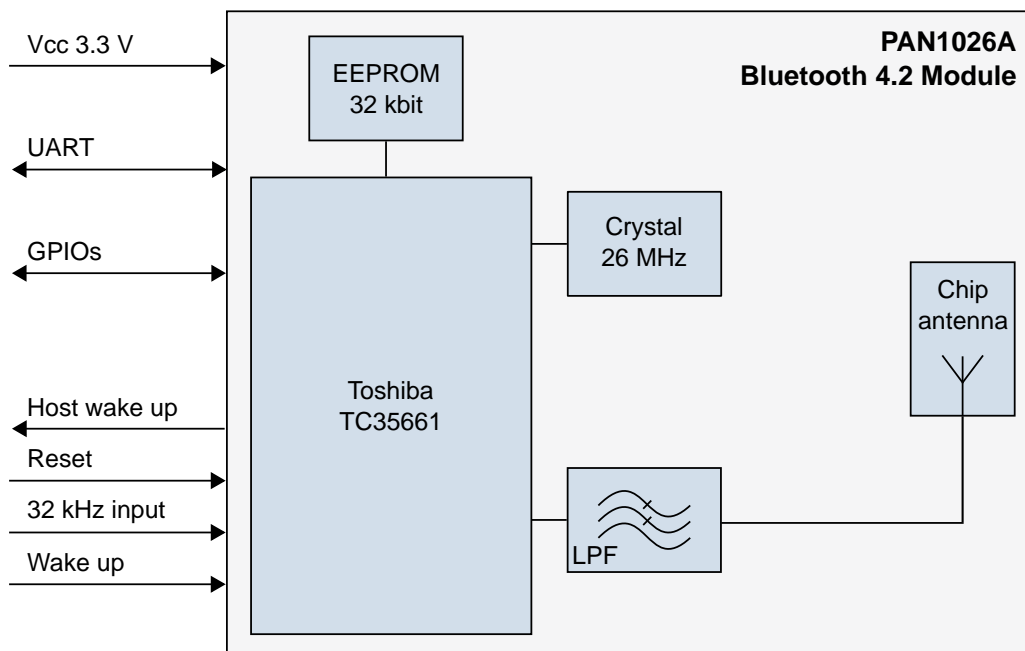 Vcc 3.3 V
UART
GPIOs
Host wake up
Reset
32 kHz input
Wake up
PAN1026A
Bluetooth 4.2 Module
EEPROM
32 kbit
Crystal
26 MHz
Chip
antenna
Toshiba
TC35661
LPF